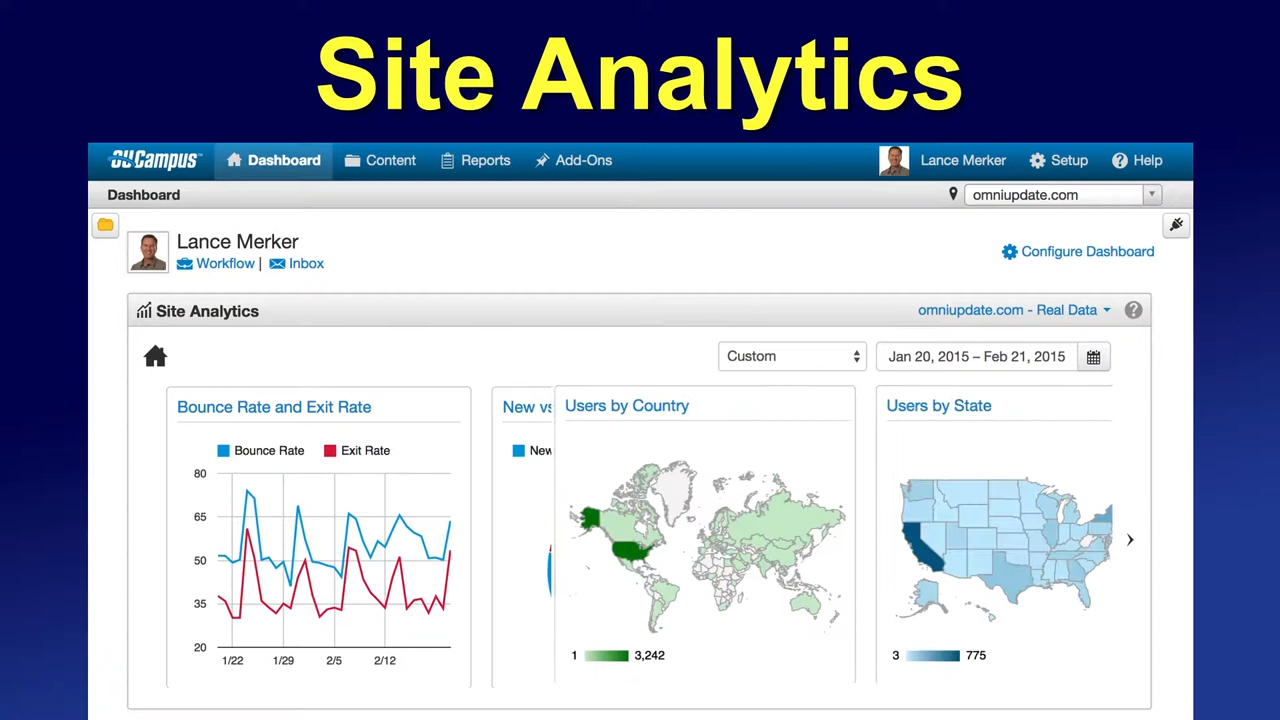 Site Analytics
OU Campus Dashboard Content Reports Add-Ons Lance Merker Setup Help
Dashboard omniupdate.com
Lance Merker
Workflow | Inbox
Configure Dashboard
Site Analytics omniupdate.com - Real Data
Custom Jan 20, 2015 – Feb 21, 2015
Bounce Rate and Exit Rate
Bounce Rate Exit Rate
80
65
50
35
20
1/22 1/29 2/5 2/12
New vs
New
Users by Country
1 3,242
Users by State
3 775